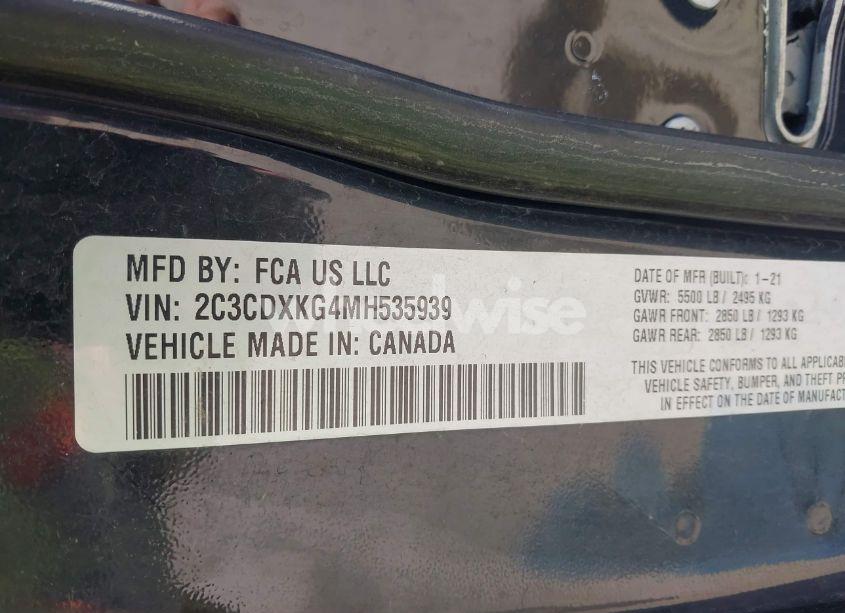 MFD BY: FCA US LLC
VIN: 2C3CDXKG4MH535939
VEHICLE MADE IN: CANADA
DATE OF MFR (BUILT): 1-21
GVWR: 5500 LB / 2495 KG
GAWR FRONT: 2850 LB / 1293 KG
GAWR REAR: 2850 LB / 1293 KG
THIS VEHICLE CONFORMS TO ALL APPLICAB
VEHICLE SAFETY, BUMPER, AND THEFT PR
IN EFFECT ON THE DATE OF MANUFACT
wheelwise